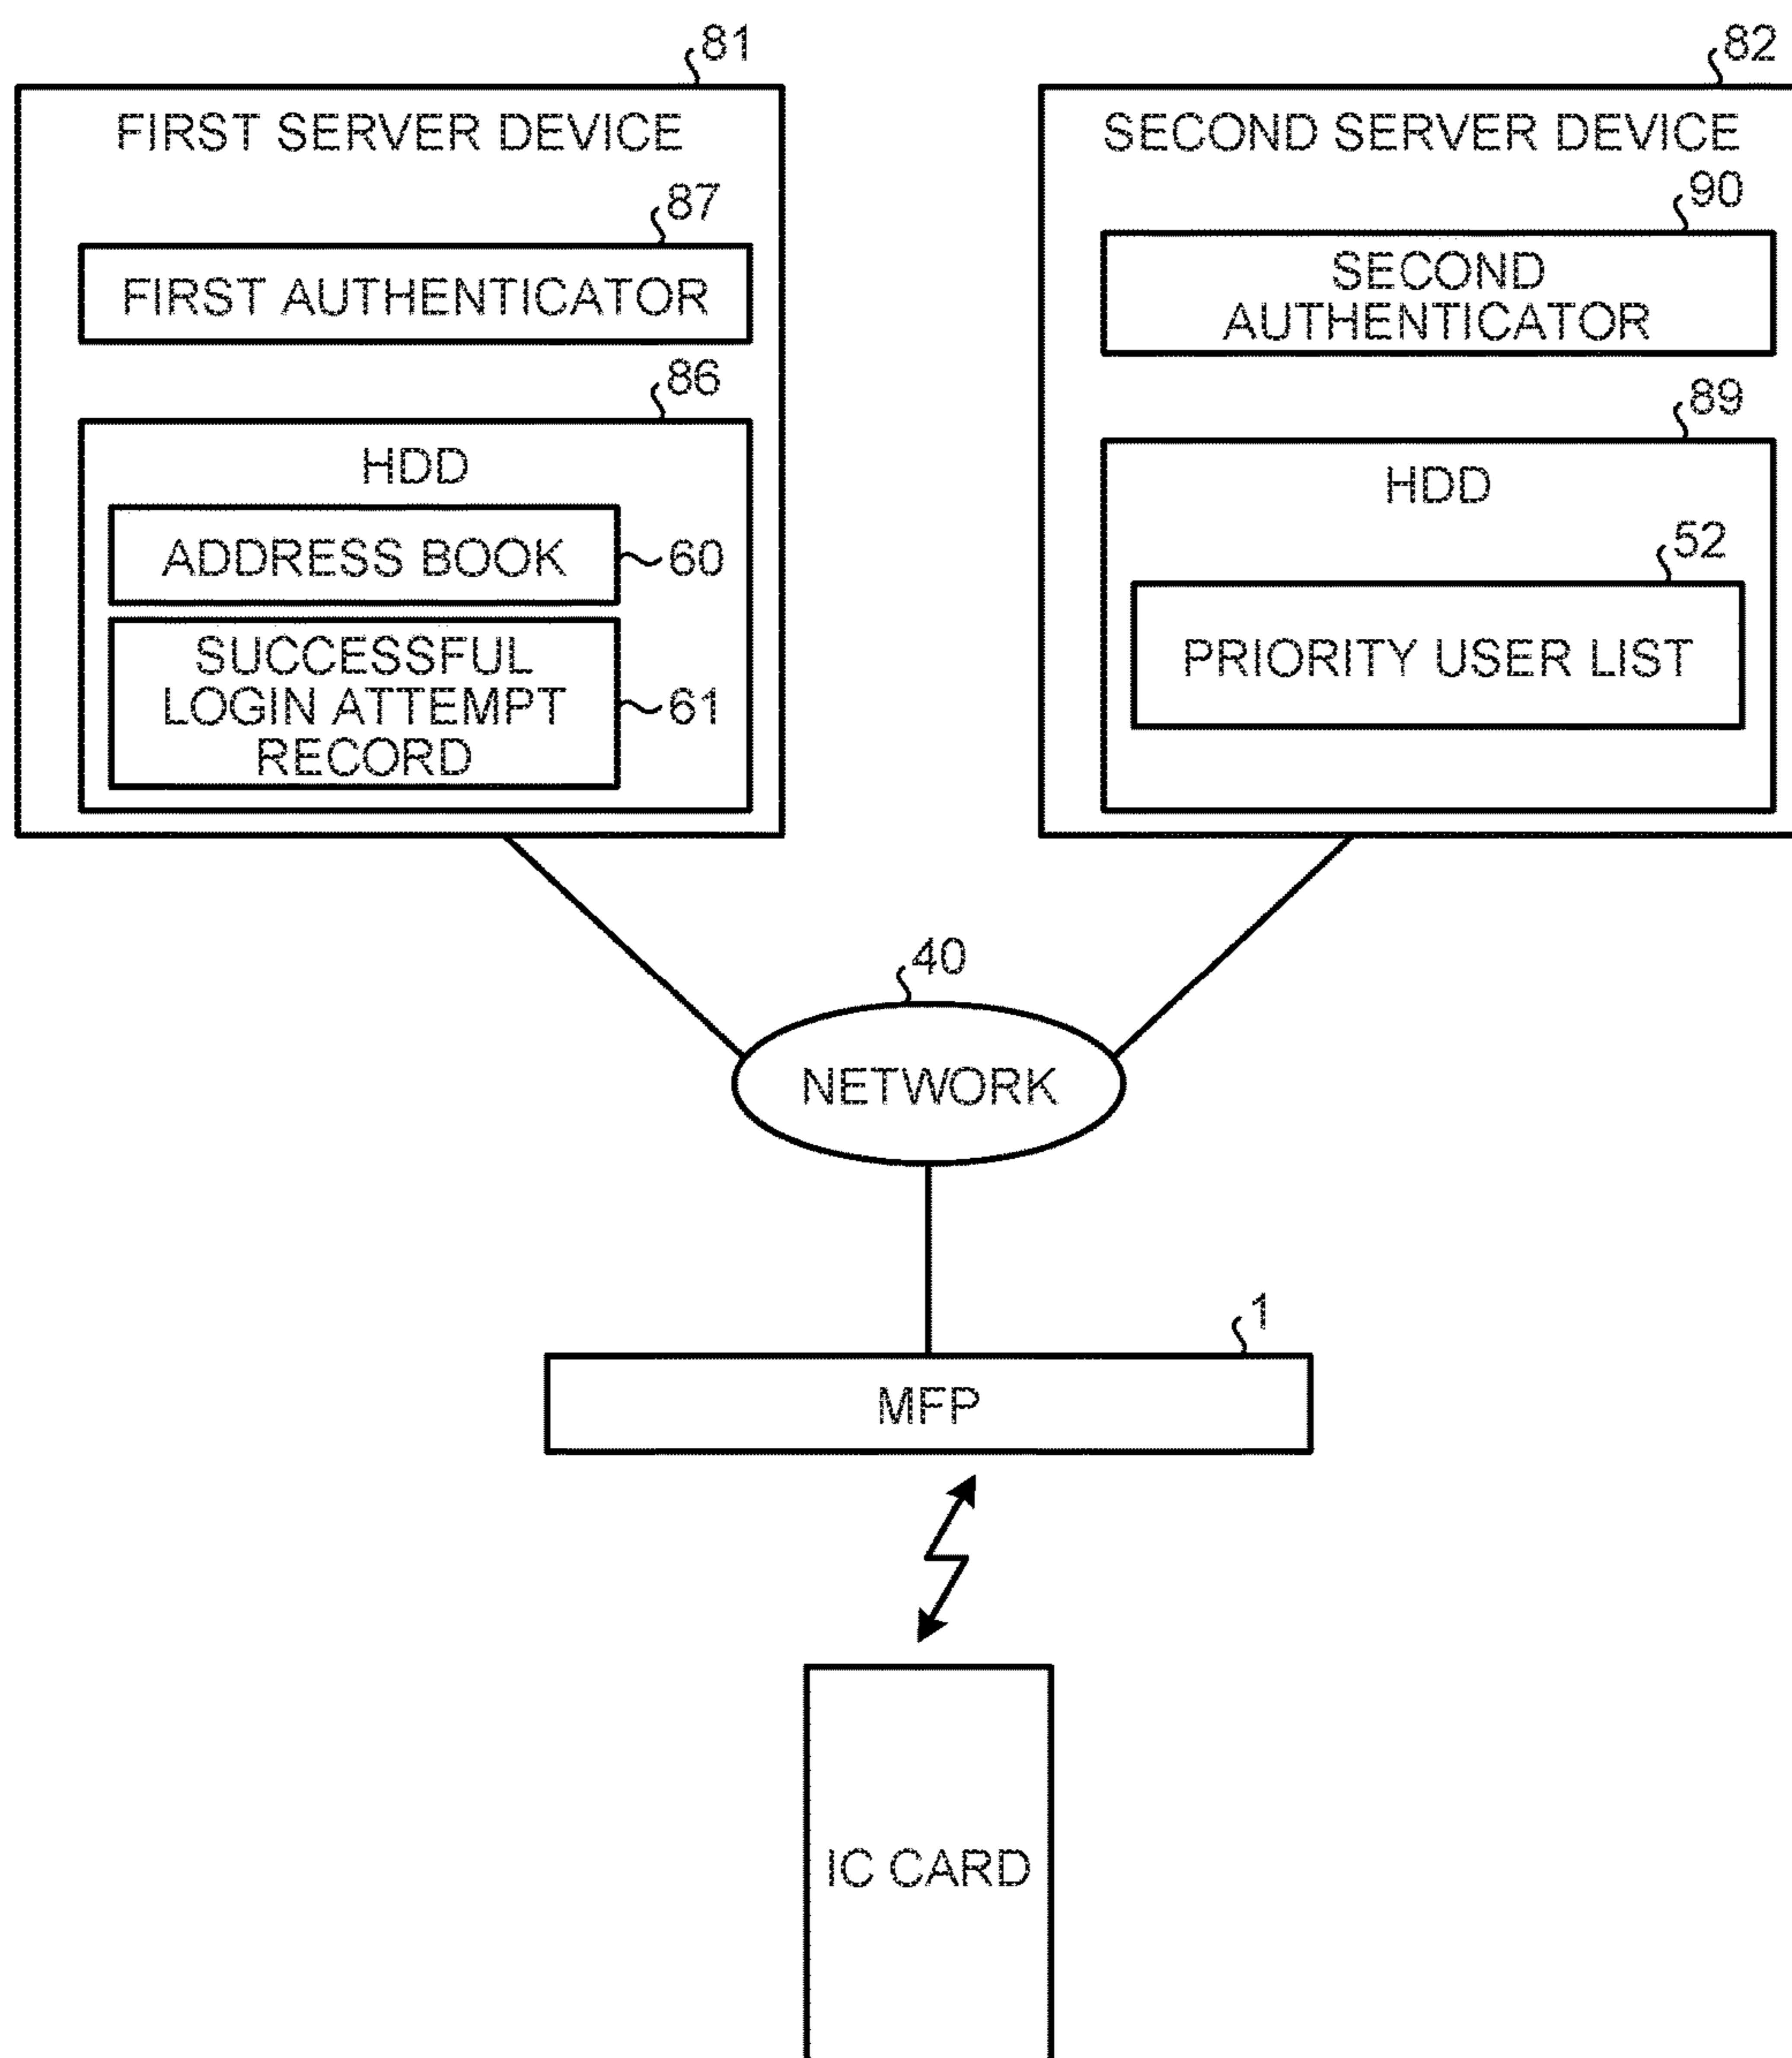 81
FIRST SERVER DEVICE
87
FIRST AUTHENTICATOR
86
HDD
ADDRESS BOOK
60
SUCCESSFUL
LOGIN ATTEMPT
RECORD
61
82
SECOND SERVER DEVICE
90
SECOND
AUTHENTICATOR
89
HDD
52
PRIORITY USER LIST
40
NETWORK
1
MFP
IC CARD